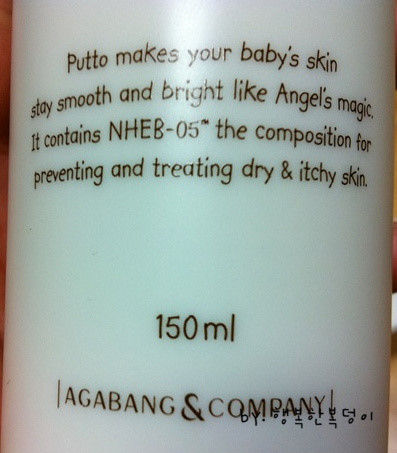 Putto makes your baby's skin
stay smooth and bright like Angel's magic.
It contains NHEB-05™ the composition for
preventing and treating dry & itchy skin.
150ml
|AGABANG&COMPANY|
by. 행복한복덩이